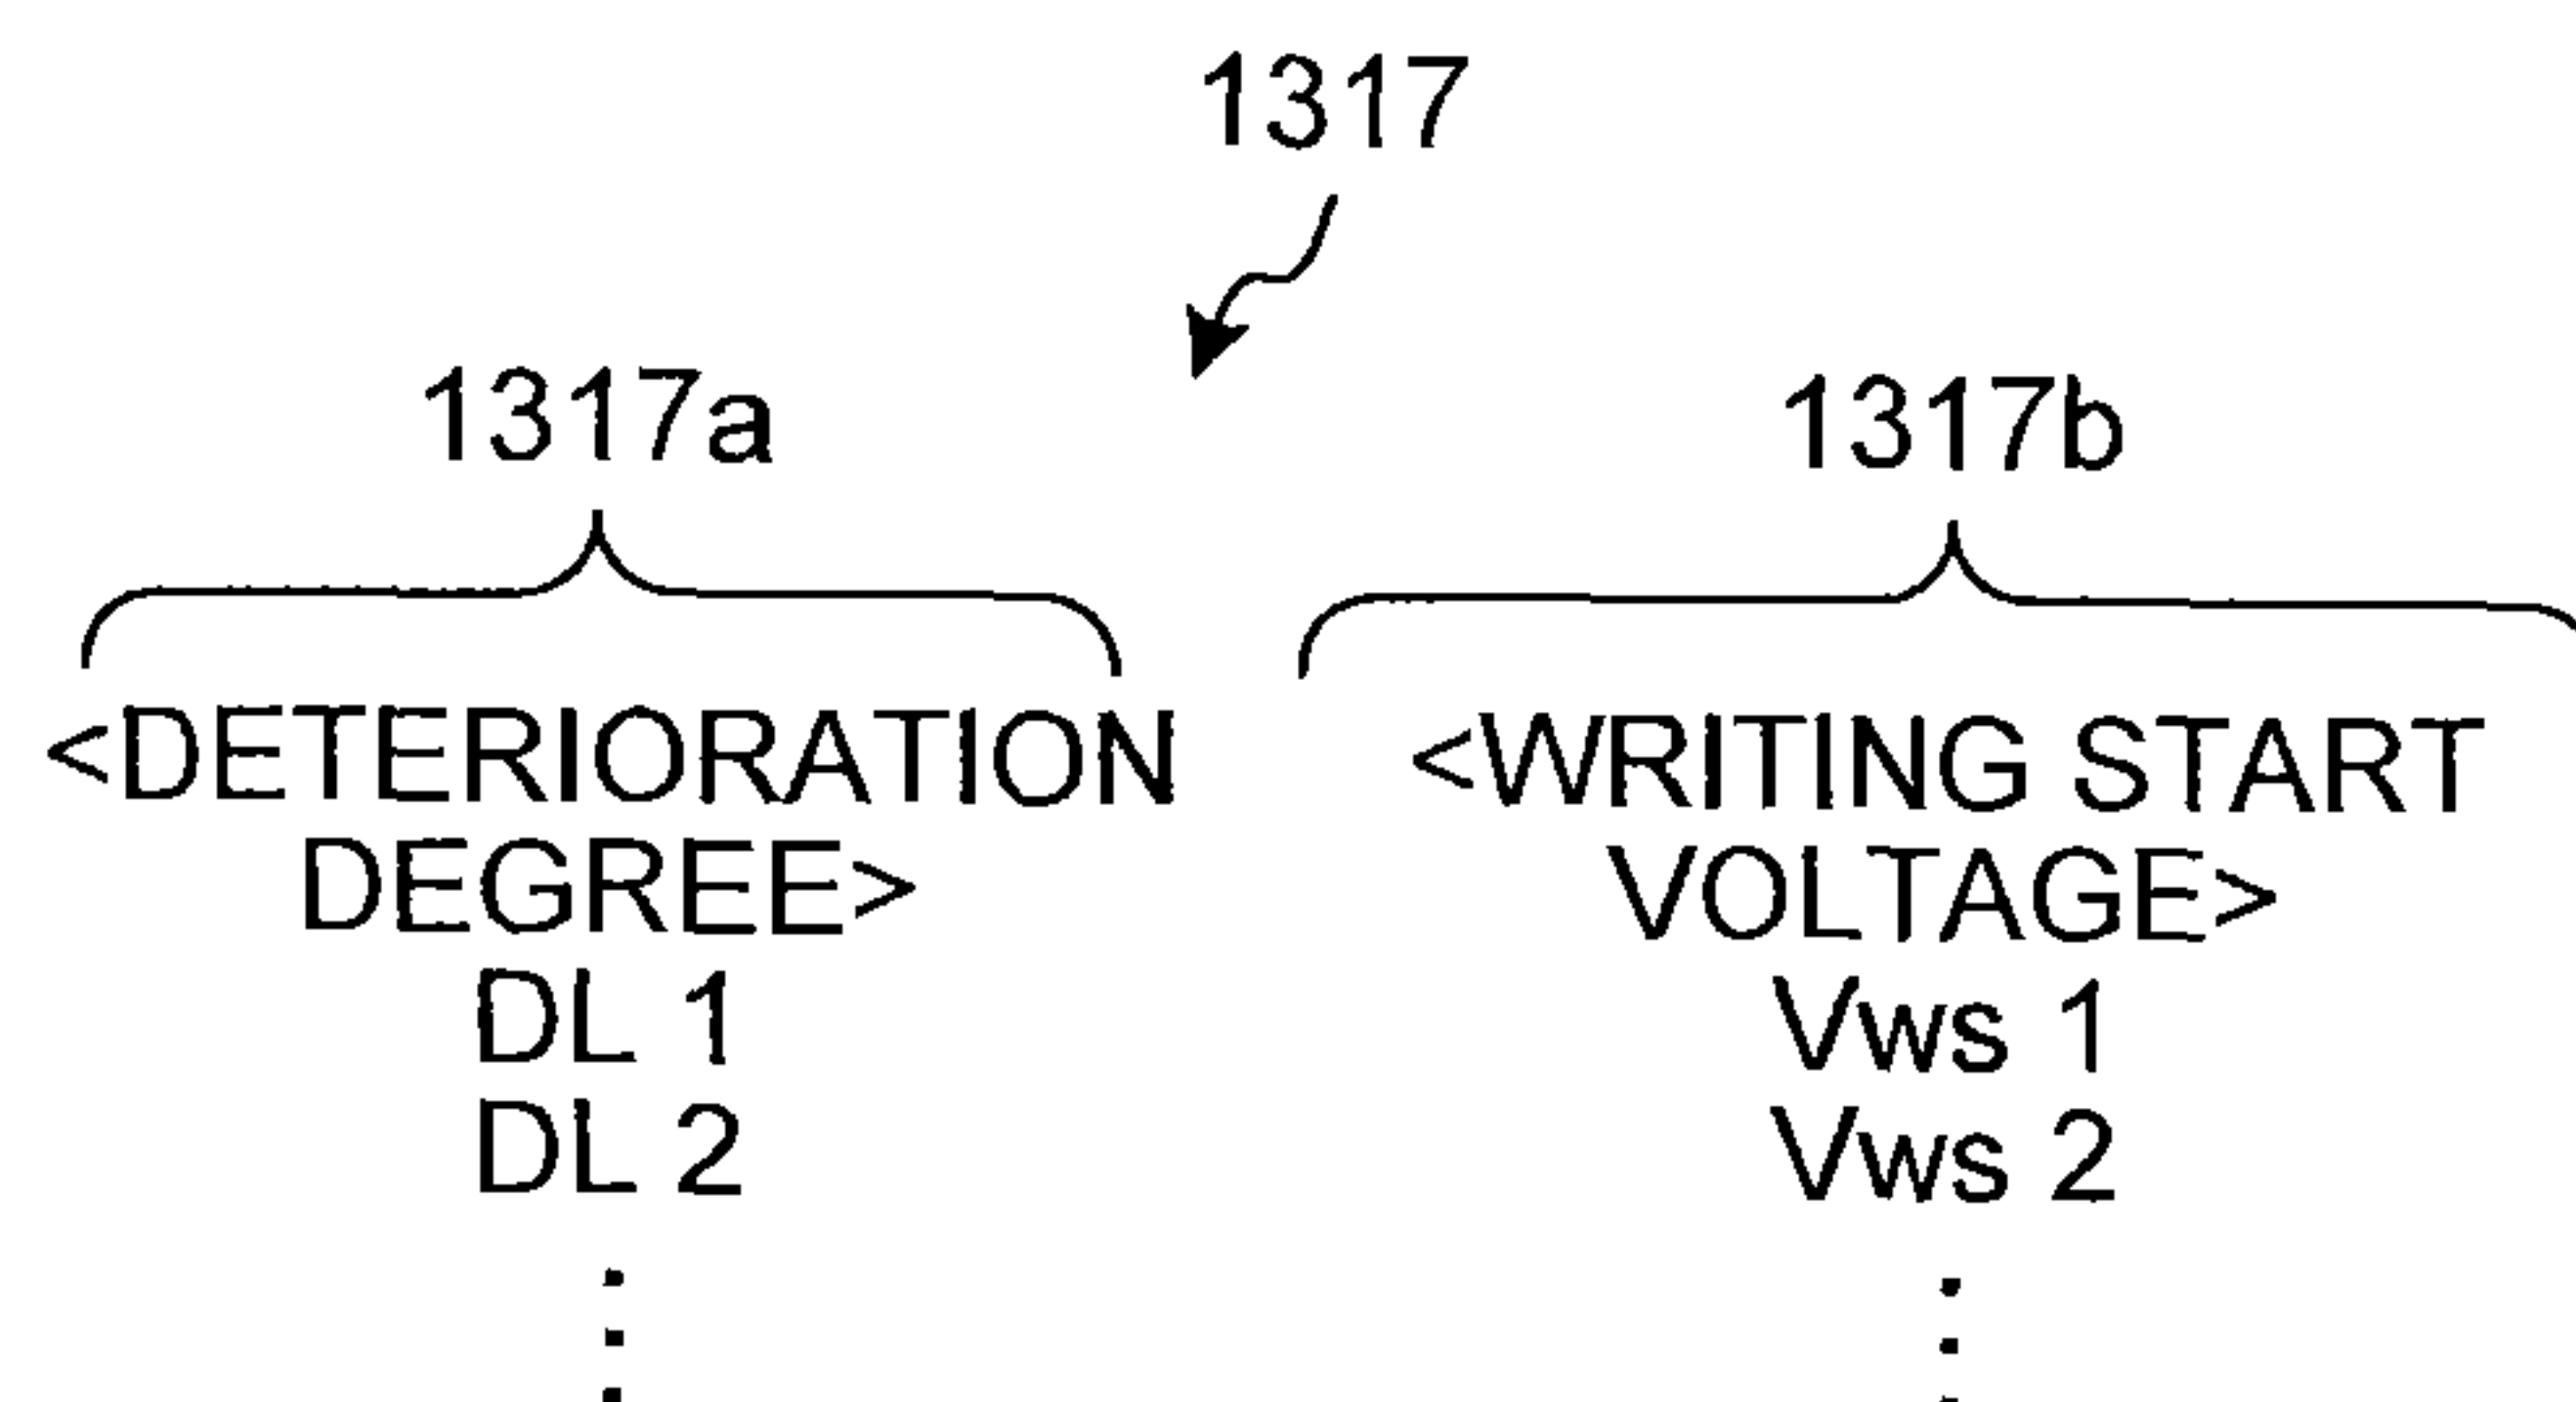 1317
1317a 1317b
<DETERIORATION <WRITING START
DEGREE> VOLTAGE>
DL 1 Vws 1
DL 2 Vws 2